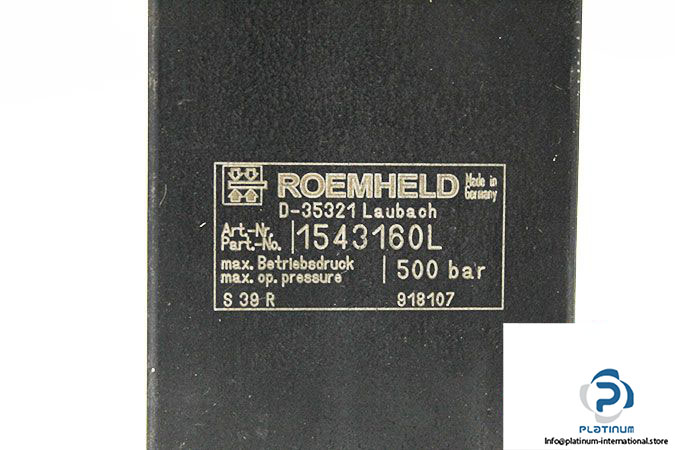 ROEMHELD Made in Germany
D-35321 Laubach
Art.-Nr.
Part.-No. 1543160L
max. Betriebsdruck
max. op. pressure 500 bar
S 39 R 918107
PLATINUM
Info@platinum-international.store